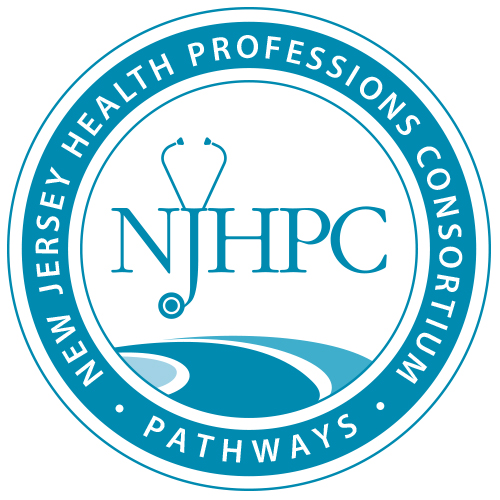 NEW JERSEY HEALTH PROFESSIONS CONSORTIUM
NJHPC
• PATHWAYS •